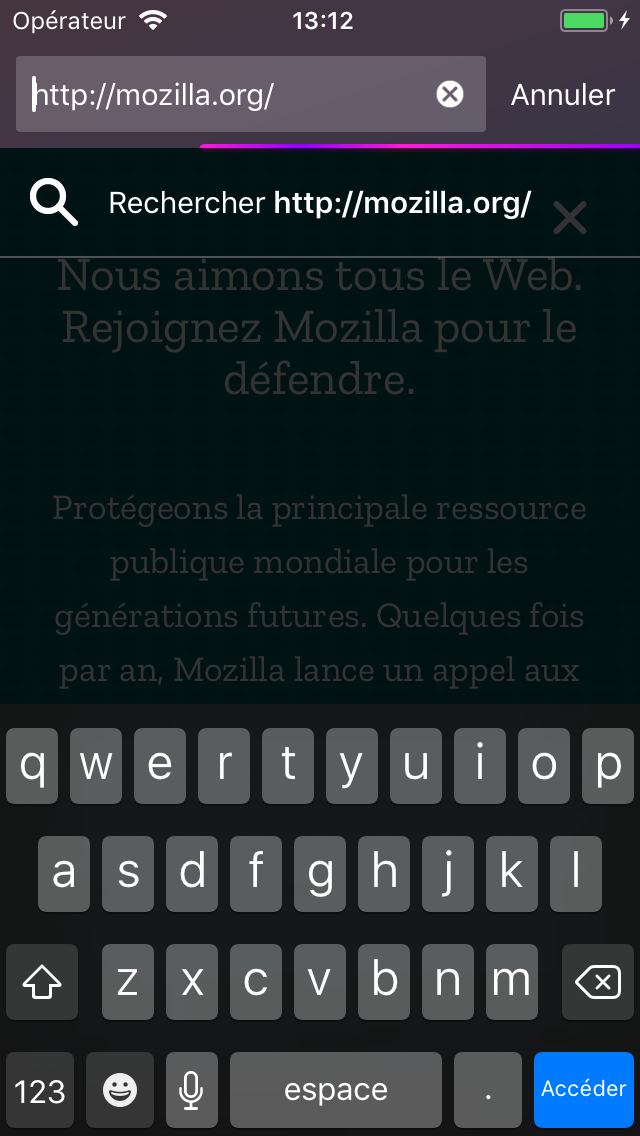 Opérateur 13:12
http://mozilla.org/ Annuler
Rechercher http://mozilla.org/
Nous aimons tous le Web.
Rejoignez Mozilla pour le
défendre.
Protégeons la principale ressource
publique mondiale pour les
générations futures. Quelques fois
par an, Mozilla lance un appel aux
q w e r t y u i o p
a s d f g h j k l
z x c v b n m
123 espace . Accéder